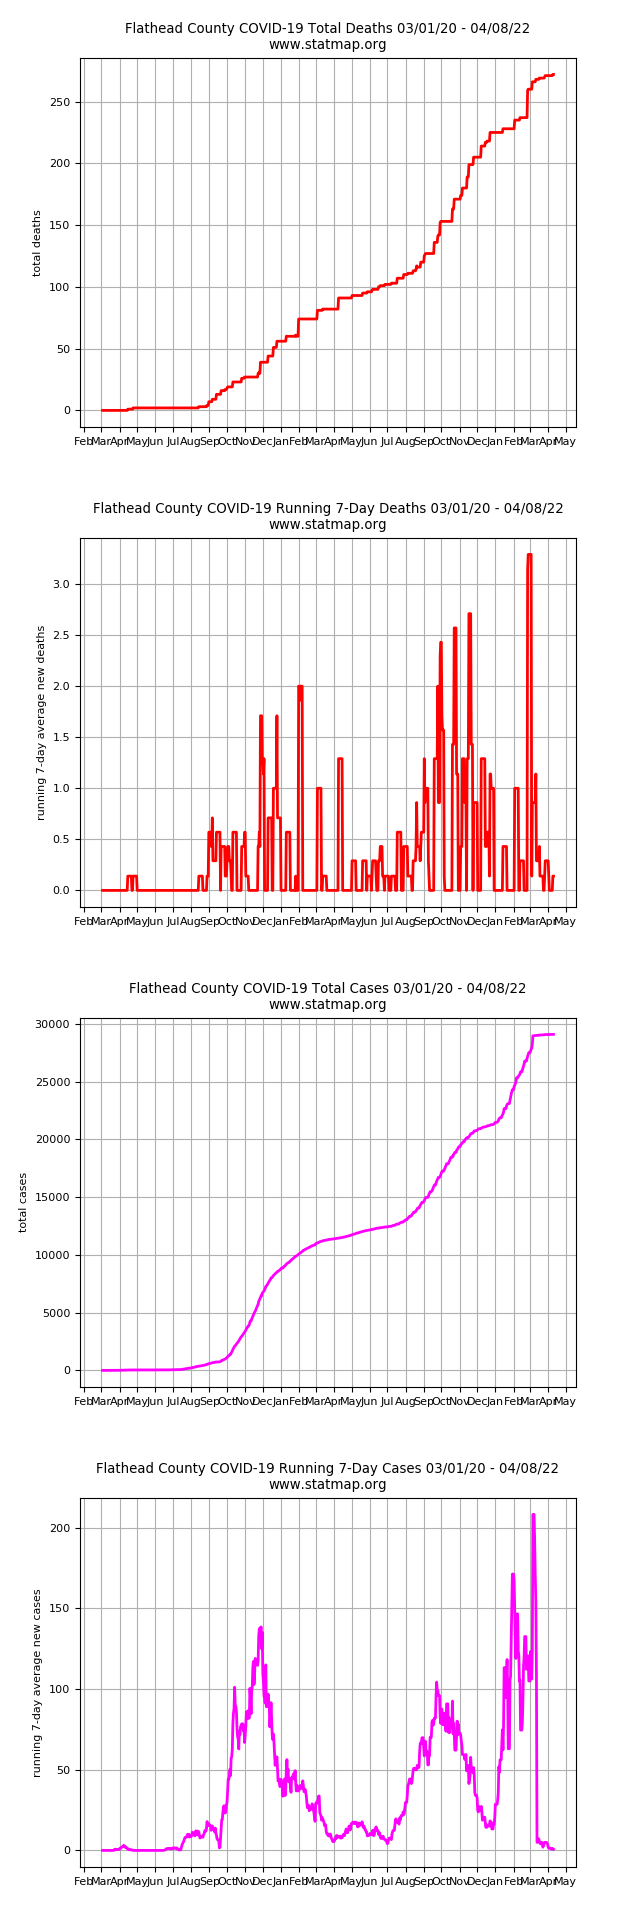 Flathead County COVID-19 Total Deaths 03/01/20 - 04/08/22
www.statmap.org
total deaths
250
200
150
100
50
0
Feb Mar Apr May Jun Jul Aug Sep Oct Nov Dec Jan Feb Mar Apr May Jun Jul Aug Sep Oct Nov Dec Jan Feb Mar Apr May
Flathead County COVID-19 Running 7-Day Deaths 03/01/20 - 04/08/22
www.statmap.org
running 7-day average new deaths
3.0
2.5
2.0
1.5
1.0
0.5
0.0
Feb Mar Apr May Jun Jul Aug Sep Oct Nov Dec Jan Feb Mar Apr May Jun Jul Aug Sep Oct Nov Dec Jan Feb Mar Apr May
Flathead County COVID-19 Total Cases 03/01/20 - 04/08/22
www.statmap.org
total cases
30000
25000
20000
15000
10000
5000
0
Feb Mar Apr May Jun Jul Aug Sep Oct Nov Dec Jan Feb Mar Apr May Jun Jul Aug Sep Oct Nov Dec Jan Feb Mar Apr May
Flathead County COVID-19 Running 7-Day Cases 03/01/20 - 04/08/22
www.statmap.org
running 7-day average new cases
200
150
100
50
0
Feb Mar Apr May Jun Jul Aug Sep Oct Nov Dec Jan Feb Mar Apr May Jun Jul Aug Sep Oct Nov Dec Jan Feb Mar Apr May